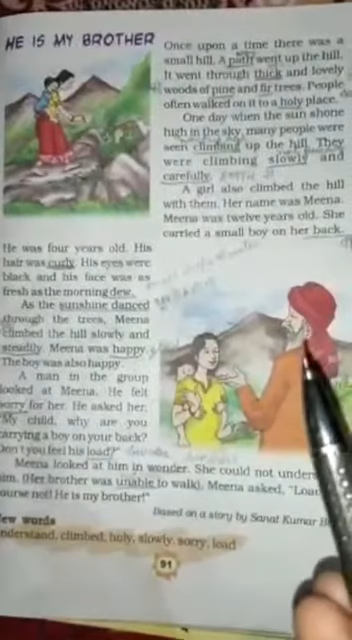 HE IS MY BROTHER
Once upon a time there was a
small hill. A path went up the hill.
It went through thick and lovely
woods of pine and fir trees. People
often walked on it to a holy place.
One day when the sun shone
high in the sky, many people were
seen climbing up the hill. They
were climbing slowly and
carefully.
A girl also climbed the hill
with them. Her name was Meena.
Meena was twelve years old. She
carried a small boy on her back.
He was four years old. His
hair was curly. His eyes were
black and his face was as
fresh as the morning dew.
As the sunshine danced
through the trees, Meena
climbed the hill slowly and
steadily. Meena was happy.
The boy was also happy.
A man in the group
looked at Meena. He felt
sorry for her. He asked her:
"My child, why are you
carrying a boy on your back?
Don't you feel his load?"
Meena looked at him in wonder. She could not under
him. (Her brother was unable to walk). Meena asked, "Load
ourse not! He is my brother!"
Based on a story by Sanat Kumar
few words
nderstand, climbed, holy, slowly, sorry, load
91